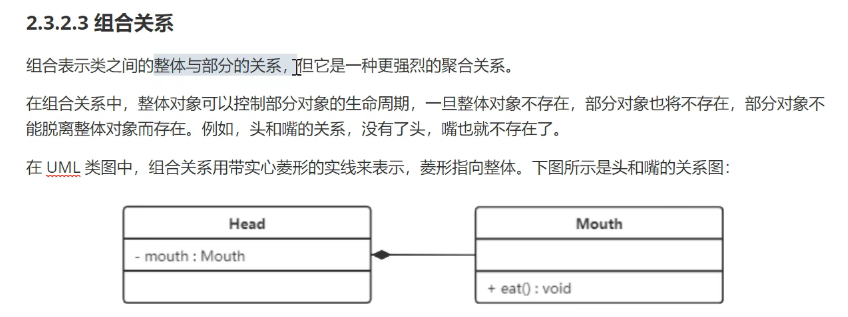 2.3.2.3 组合关系
组合表示类之间的整体与部分的关系，但它是一种更强烈的聚合关系。
在组合关系中，整体对象可以控制部分对象的生命周期，一旦整体对象不存在，部分对象也将不存在，部分对象不
能脱离整体对象而存在。例如，头和嘴的关系，没有了头，嘴也就不存在了。
在 UML 类图中，组合关系用带实心菱形的实线来表示，菱形指向整体。下图所示是头和嘴的关系图：
Head
- mouth : Mouth
Mouth
+ eat() : void